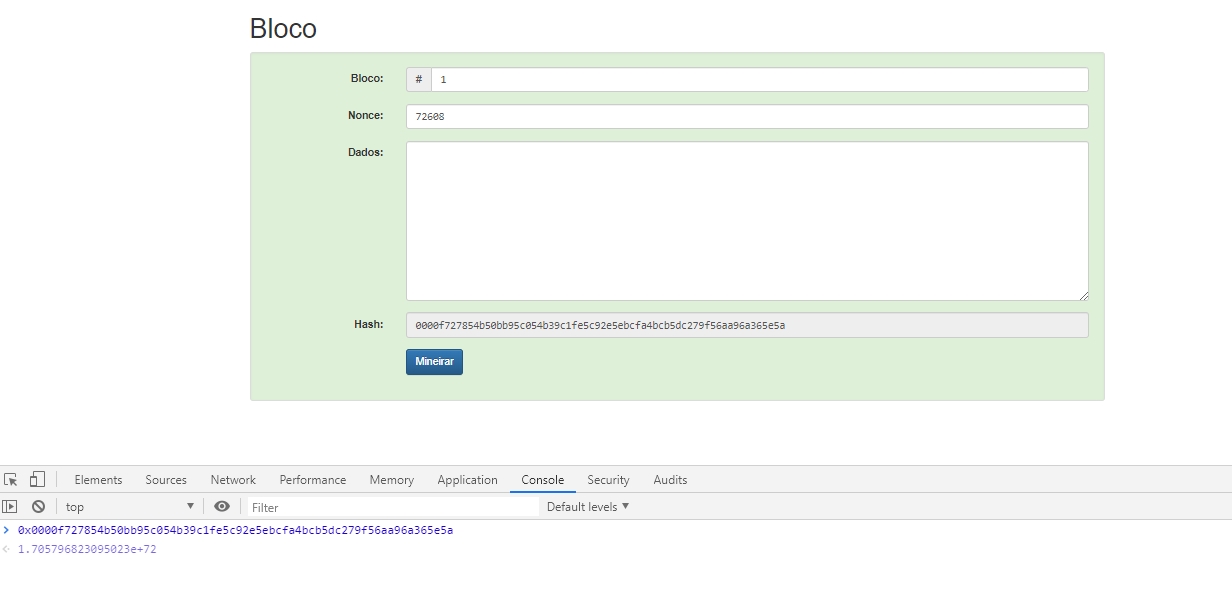 Bloco
Bloco: # 1
Nonce: 72608
Dados:
Hash: 0000f727854b50bb95c054b39c1fe5c92e5ebcfa4bcb5dc279f56aa96a365e5a
Mineirar
Elements Sources Network Performance Memory Application Console Security Audits
top Filter Default levels
0x0000f727854b50bb95c054b39c1fe5c92e5ebcfa4bcb5dc279f56aa96a365e5a
1.705796823095023e+72